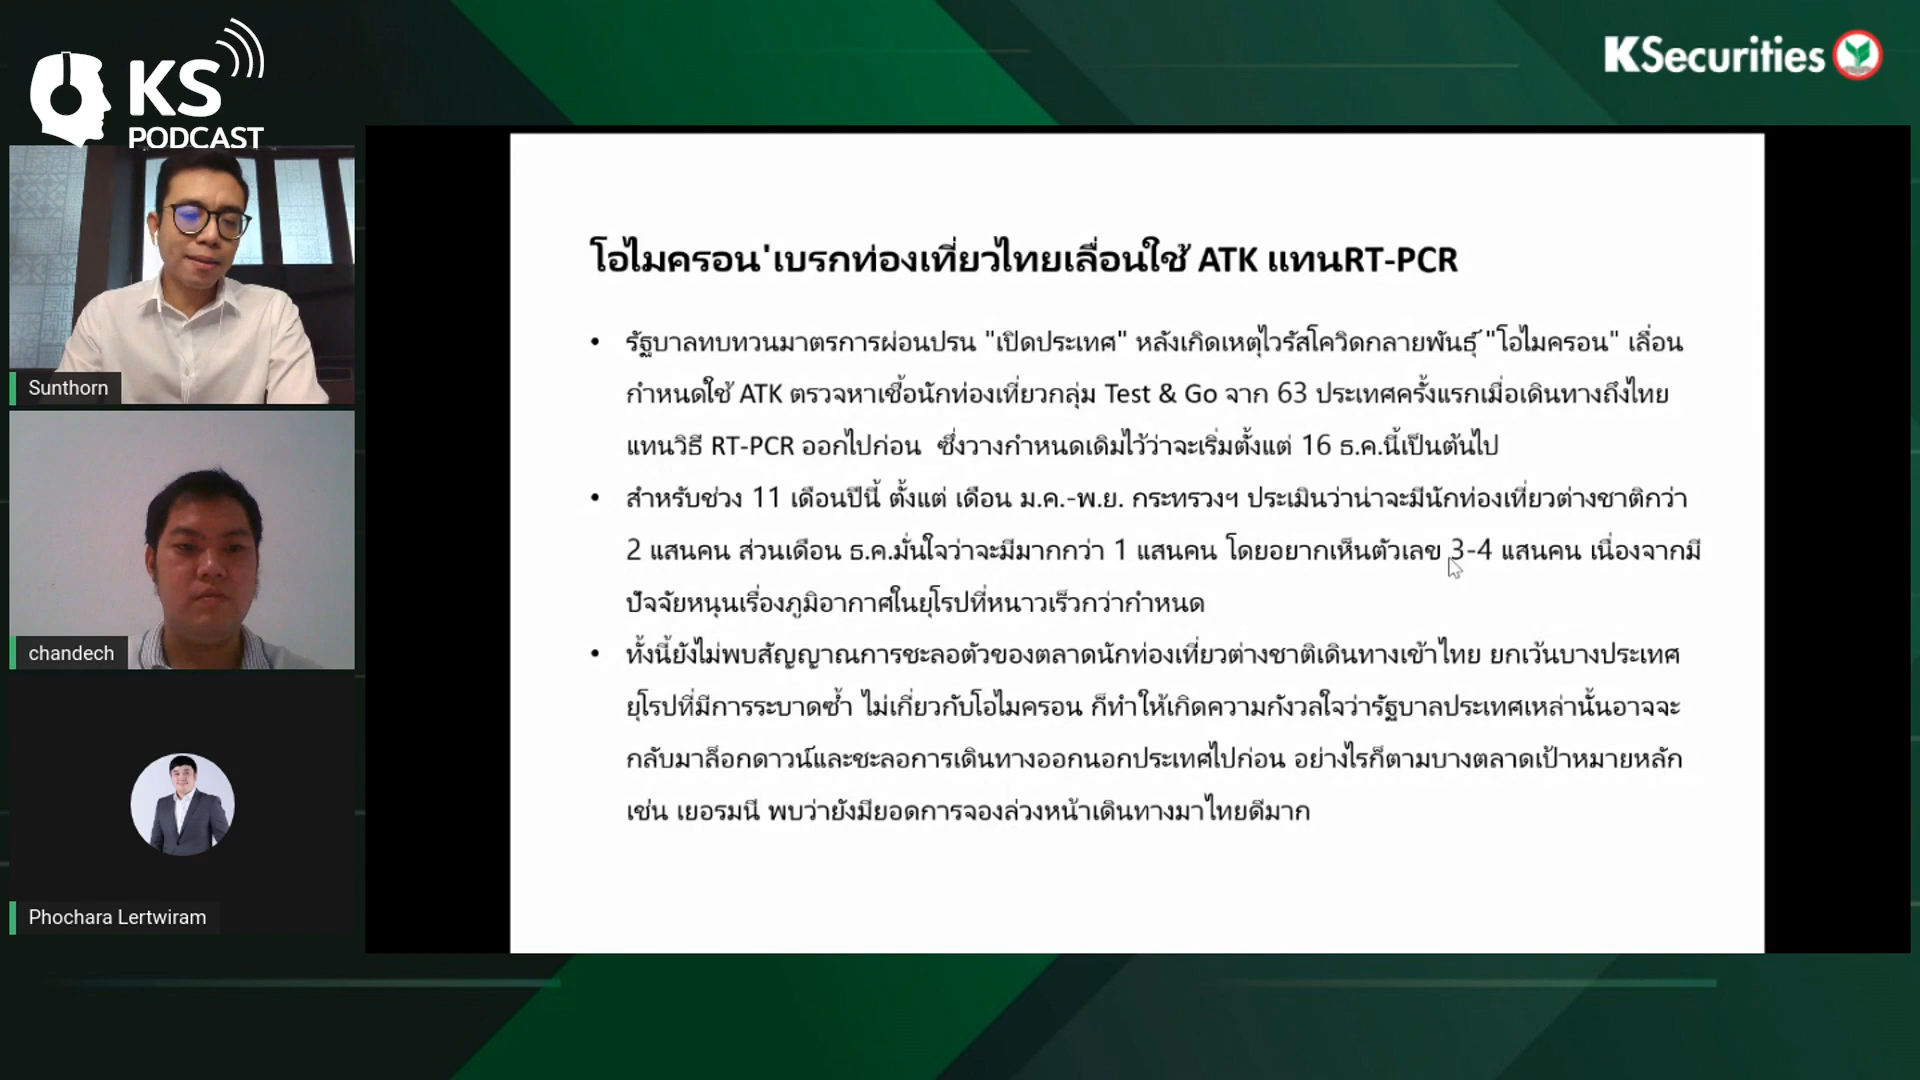 KS
PODCAST
KSecurities
Sunthorn
chandech
Phochara Lertwiram
โอไมครอน'เบรกท่องเที่ยวไทยเลื่อนใช้ ATK แทนRT-PCR
• รัฐบาลทบทวนมาตรการผ่อนปรน "เปิดประเทศ" หลังเกิดเหตุไวรัสโควิดกลายพันธุ์ "โอไมครอน" เลื่อน
กำหนดใช้ ATK ตรวจหาเชื้อนักท่องเที่ยวกลุ่ม Test & Go จาก 63 ประเทศครั้งแรกเมื่อเดินทางถึงไทย
แทนวิธี RT-PCR ออกไปก่อน ซึ่งวางกำหนดเดิมไว้ว่าจะเริ่มตั้งแต่ 16 ธ.ค.นี้เป็นต้นไป
• สำหรับช่วง 11 เดือนปีนี้ ตั้งแต่ เดือน ม.ค.-พ.ย. กระทรวงฯ ประเมินว่าน่าจะมีนักท่องเที่ยวต่างชาติกว่า
2 แสนคน ส่วนเดือน ธ.ค.มั่นใจว่าจะมีมากกว่า 1 แสนคน โดยอยากเห็นตัวเลข 3-4 แสนคน เนื่องจากมี
ปัจจัยหนุนเรื่องภูมิอากาศในยุโรปที่หนาวเร็วกว่ากำหนด
• ทั้งนี้ยังไม่พบสัญญาณการชะลอตัวของตลาดนักท่องเที่ยวต่างชาติเดินทางเข้าไทย ยกเว้นบางประเทศ
ยุโรปที่มีการระบาดซ้ำ ไม่เกี่ยวกับโอไมครอน ก็ทำให้เกิดความกังวลใจว่ารัฐบาลประเทศเหล่านั้นอาจจะ
กลับมาล็อกดาวน์และชะลอการเดินทางออกนอกประเทศไปก่อน อย่างไรก็ตามบางตลาดเป้าหมายหลัก
เช่น เยอรมนี พบว่ายังมียอดการจองล่วงหน้าเดินทางมาไทยดีมาก